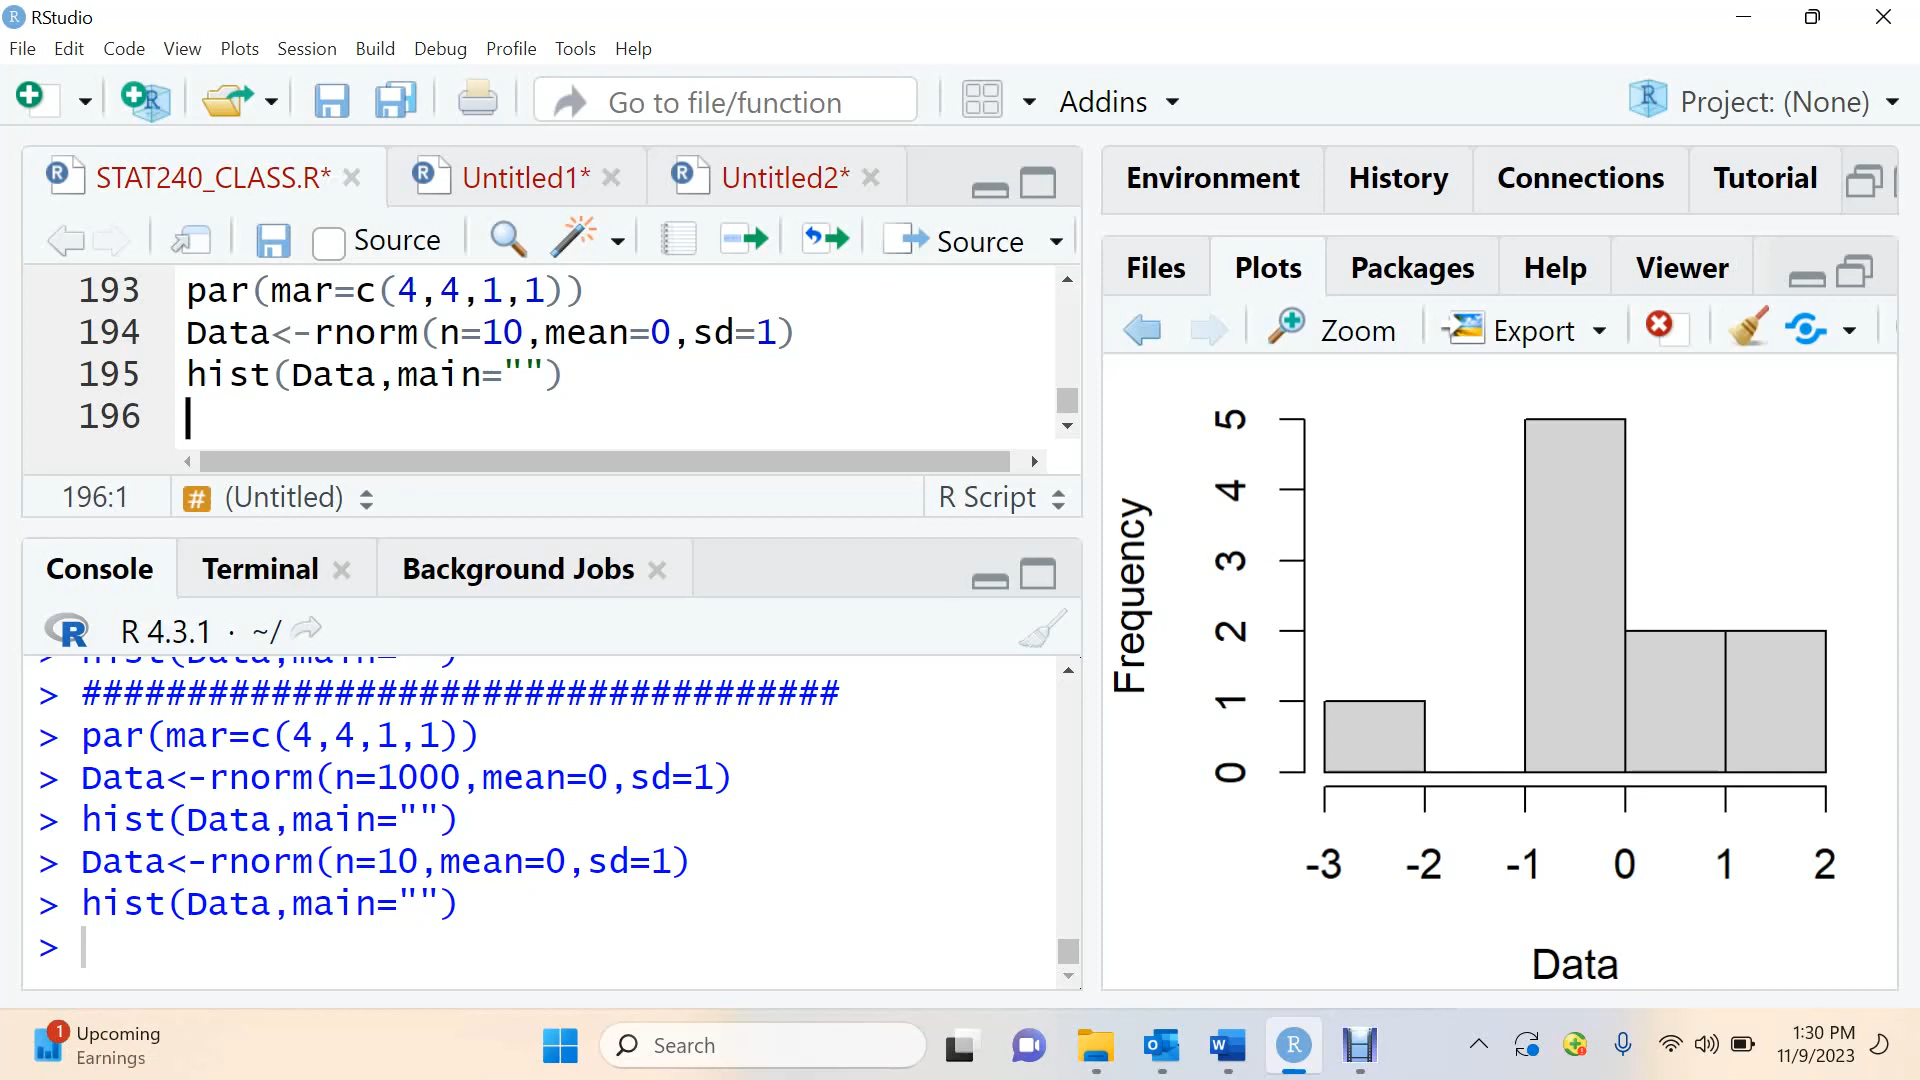 RStudio
File Edit Code View Plots Session Build Debug Profile Tools Help
Go to file/function
Addins
Project: (None)
STAT240_CLASS.R*
Untitled1*
Untitled2*
Source
Source
193 par(mar=c(4,4,1,1))
194 Data<-rnorm(n=10,mean=0,sd=1)
195 hist(Data,main="")
196
196:1
# (Untitled)
R Script
Console
Terminal
Background Jobs
R 4.3.1 · ~/
> hist(Data,main="")
> ####################################
> par(mar=c(4,4,1,1))
> Data<-rnorm(n=1000,mean=0,sd=1)
> hist(Data,main="")
> Data<-rnorm(n=10,mean=0,sd=1)
> hist(Data,main="")
>
Environment History Connections Tutorial
Files Plots Packages Help Viewer
Zoom Export
Frequency
5
4
3
2
1
0
-3 -2 -1 0 1 2
Data
1
Upcoming
Earnings
Search
1:30 PM
11/9/2023